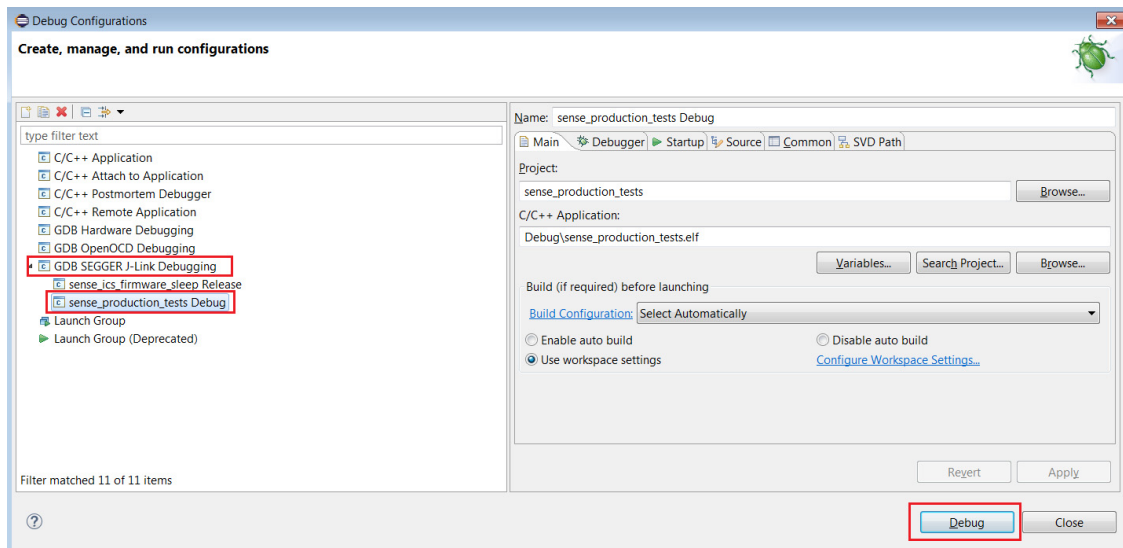 Debug Configurations
Create, manage, and run configurations
type filter text
C/C++ Application
C/C++ Attach to Application
C/C++ Postmortem Debugger
C/C++ Remote Application
GDB Hardware Debugging
GDB OpenOCD Debugging
GDB SEGGER J-Link Debugging
sense_ics_firmware_sleep Release
sense_production_tests Debug
Launch Group
Launch Group (Deprecated)
Filter matched 11 of 11 items
Name: sense_production_tests Debug
Main Debugger Startup Source Common SVD Path
Project:
sense_production_tests Browse...
C/C++ Application:
Debug\sense_production_tests.elf
Variables... Search Project... Browse...
Build (if required) before launching
Build Configuration: Select Automatically
Enable auto build Disable auto build
Use workspace settings Configure Workspace Settings...
Revert Apply
? Debug Close